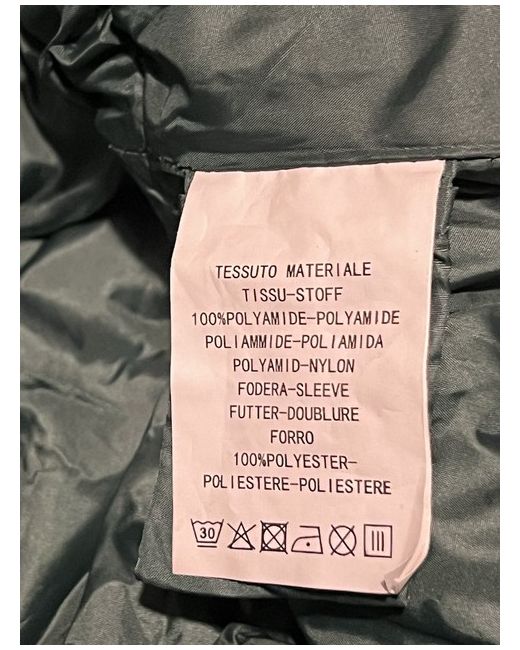 TESSUTO MATERIALE
TISSU-STOFF
100%POLYAMIDE-POLYAMIDE
POLIAMMIDE-POLIAMIDA
POLYAMID-NYLON
FODERA-SLEEVE
FUTTER-DOUBLURE
FORRO
100%POLYESTER-
POLIESTERE-POLIESTERE
30